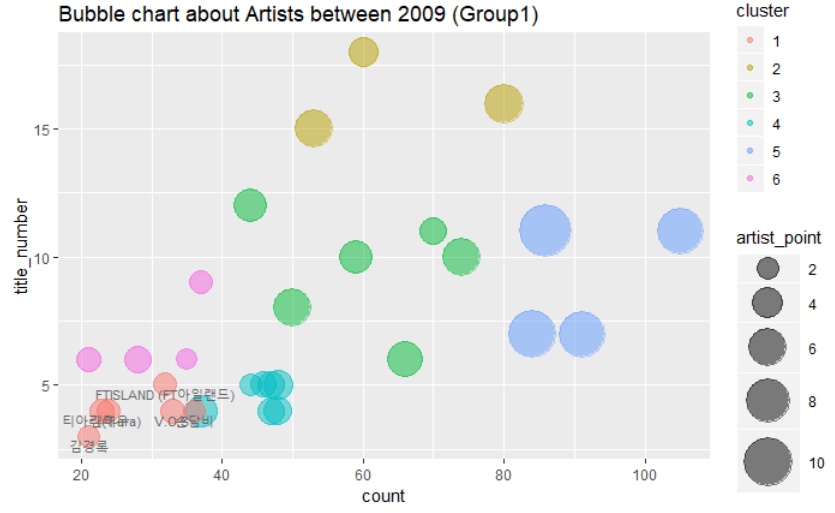 Bubble chart about Artists between 2009 (Group1)
title_number
15
10
5
FTISLAND (FT아일랜드)
감경록
20
40
60
80
100
count
cluster
1
2
3
4
5
6
artist_point
2
4
6
8
10